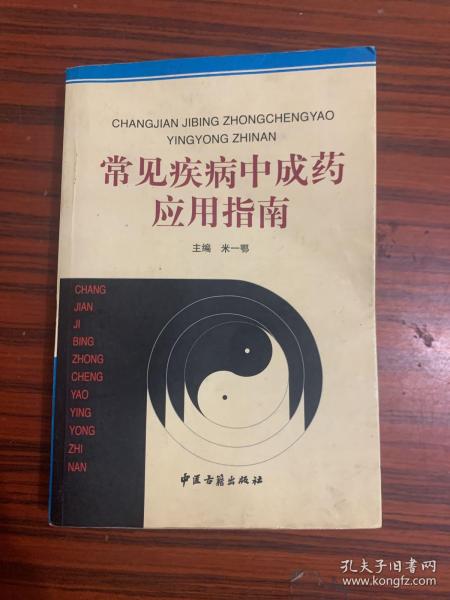 CHANGJIAN JIBING ZHONGCHENGYAO
YINGYONG ZHINAN
常见疾病中成药
应用指南
主编 米一鄂
CHANG
JIAN
JI
BING
ZHONG
CHENG
YAO
YING
YONG
ZHI
NAN
中医古籍出版社
孔夫子旧书网
www.kongfz.com